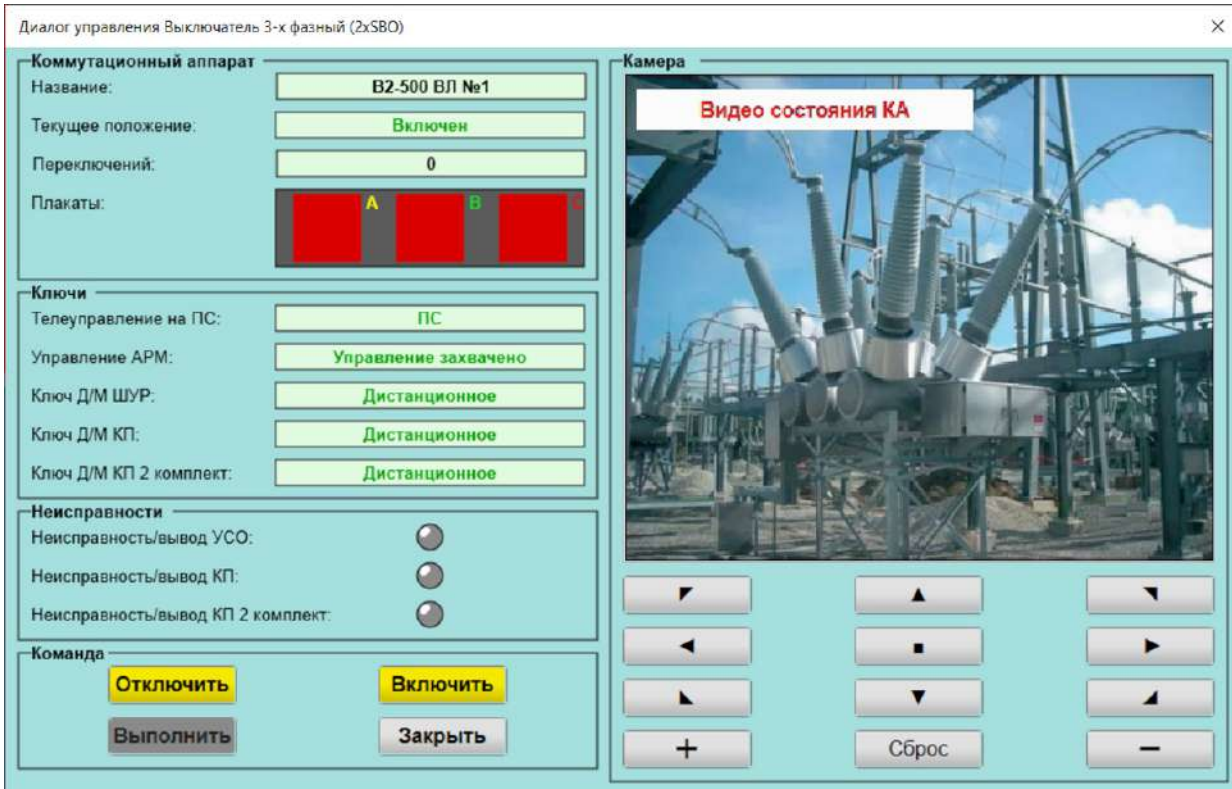 Диалог управления Выключатель 3-х фазный (2xSBO)
Коммутационный аппарат
Название: В2-500 ВЛ №1
Текущее положение: Включен
Переключений: 0
Плакаты: A B C
Ключи
Телеуправление на ПС: ПС
Управление АРМ: Управление захвачено
Ключ Д/М ШУР: Дистанционное
Ключ Д/М КП: Дистанционное
Ключ Д/М КП 2 комплект: Дистанционное
Неисправности
Неисправность/вывод УСО:
Неисправность/вывод КП:
Неисправность/вывод КП 2 комплект:
Команда
Отключить Включить
Выполнить Закрыть
Камера
Видео состояния КА
+ Сброс −